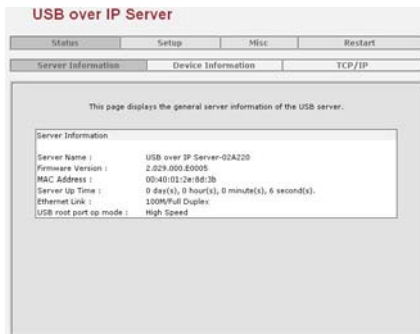 USB over IP Server
Status Setup Misc Restart
Server Information Device Information TCP/IP
This page displays the general server information of the USB server.
Server Information
Server Name : USB over IP Server-02A220
Firmware Version : 2.029.000.E0005
MAC Address : 00:40:01:2e:8d:3b
Server Up Time : 0 day(s), 0 hour(s), 0 minute(s), 6 second(s).
Ethernet Link : 100M/Full Duplex
USB root port op mode : High Speed